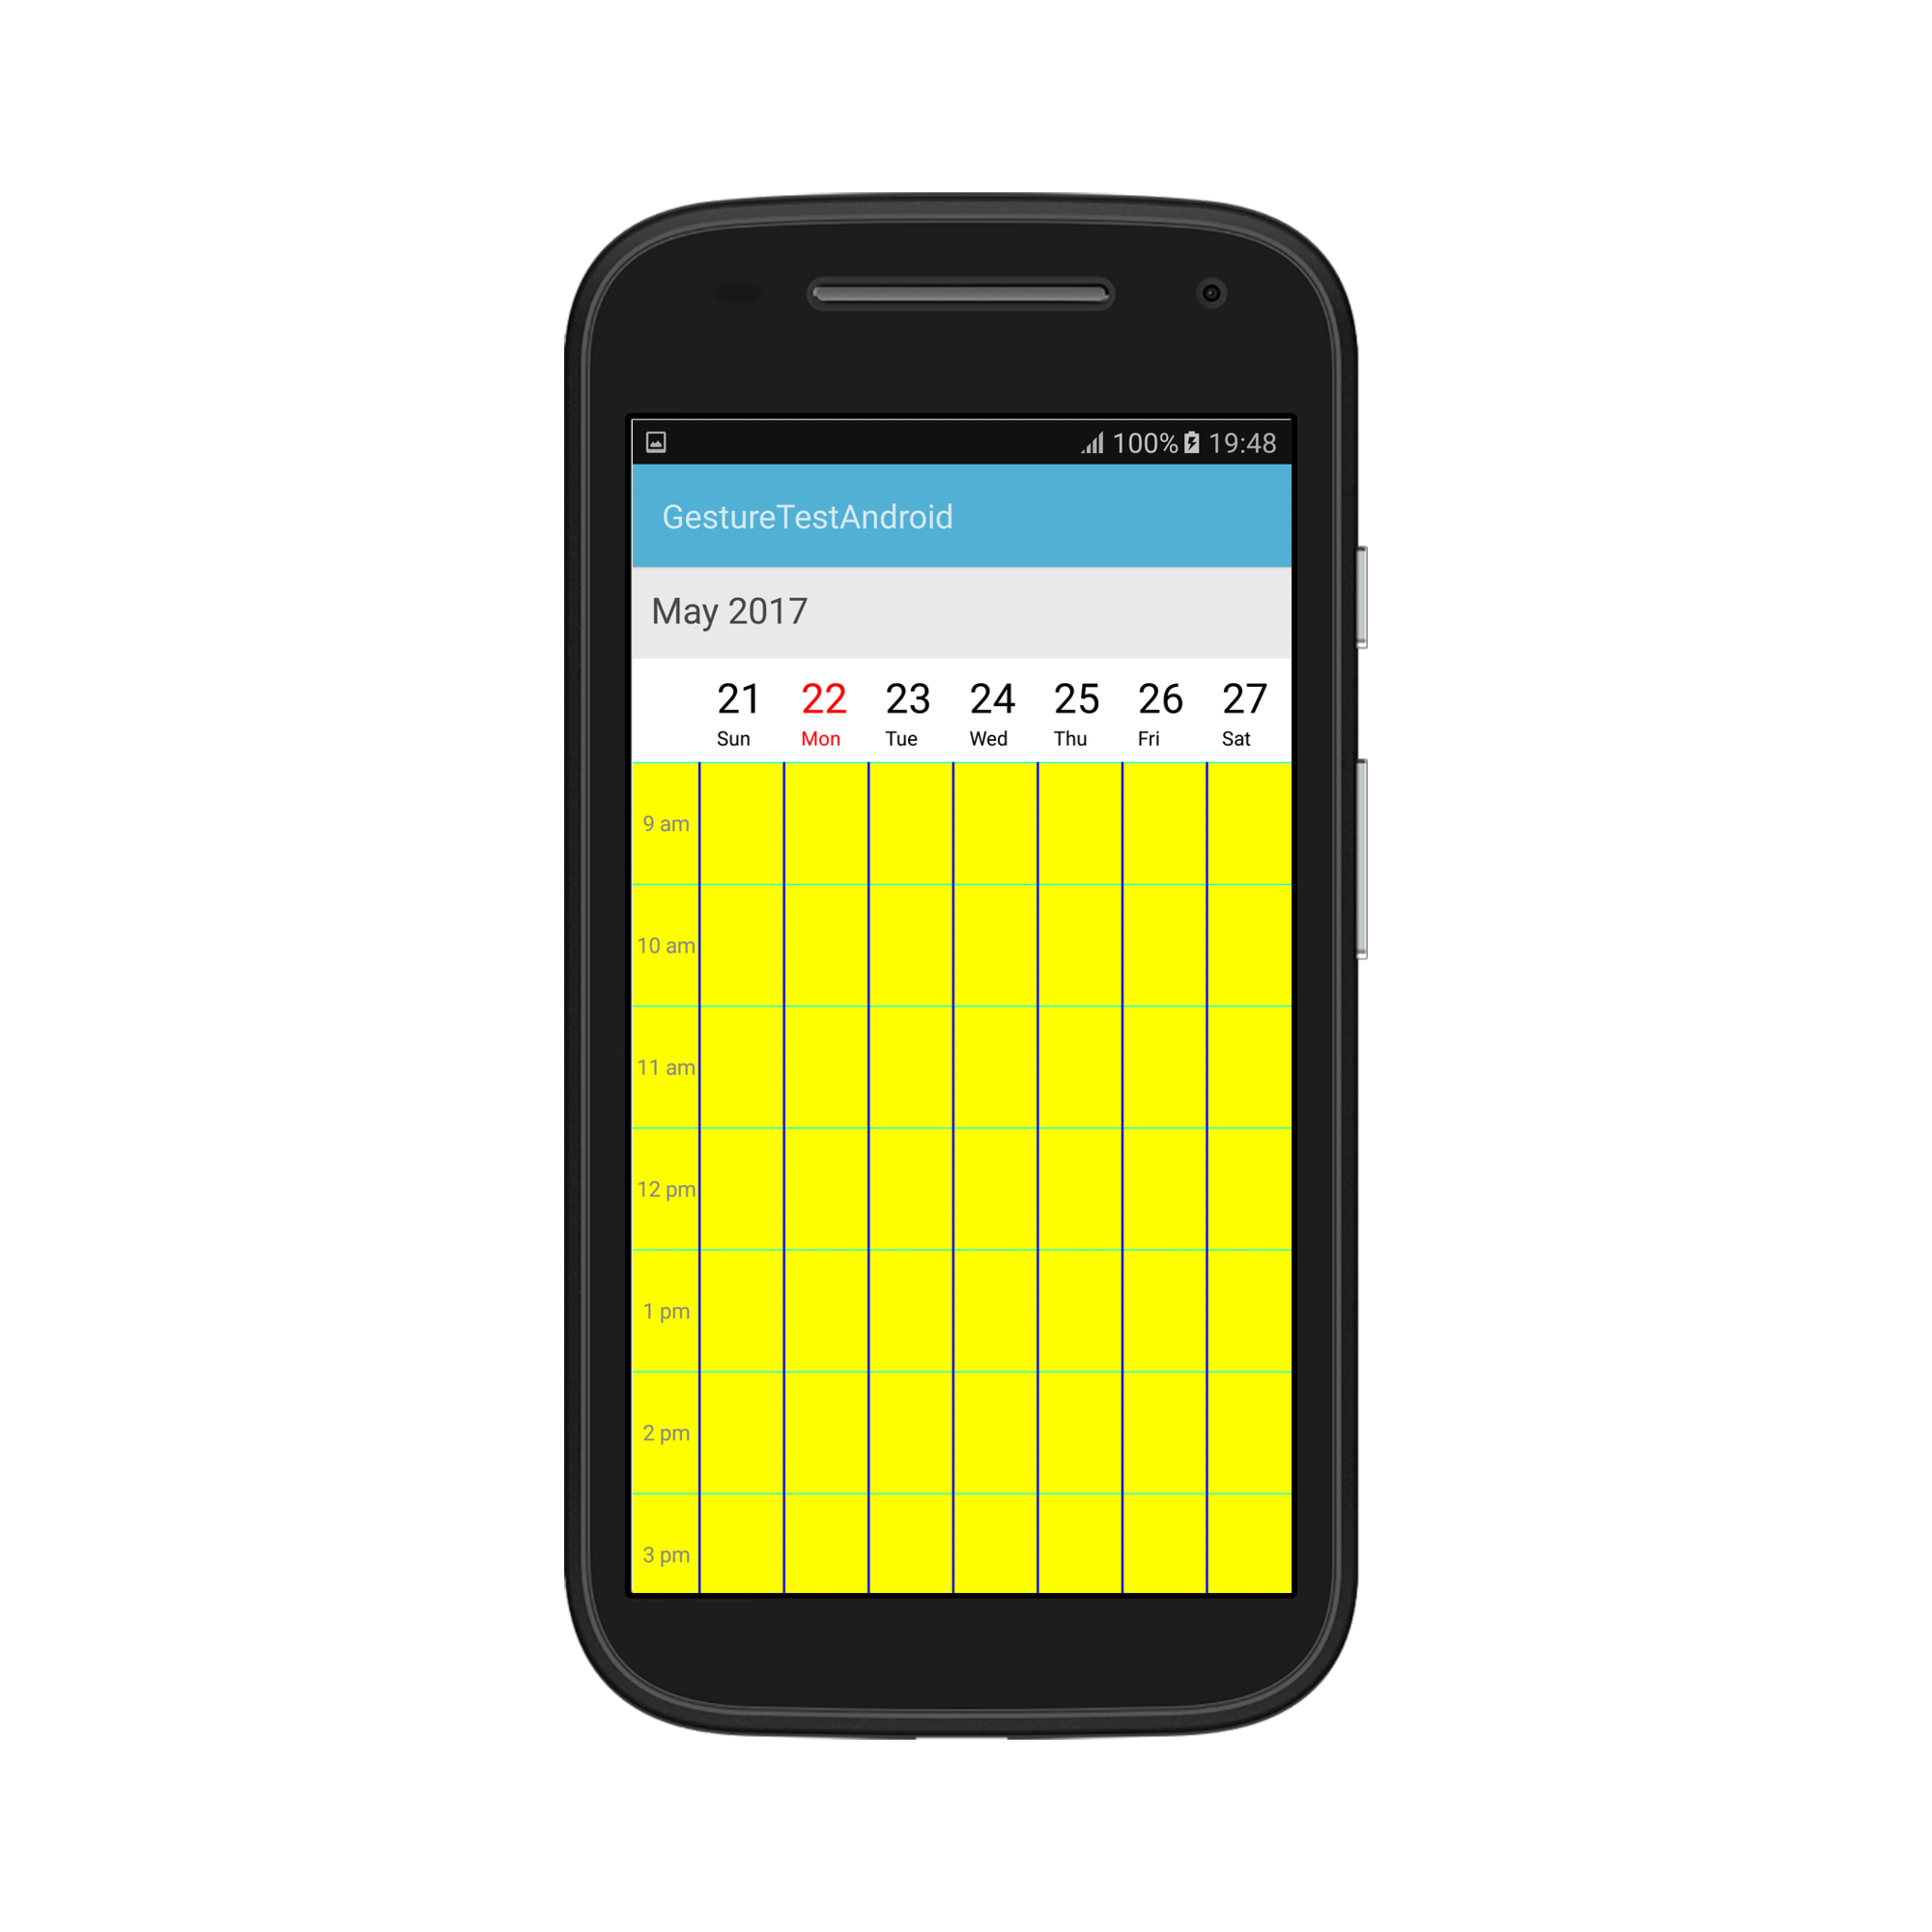 100% 19:48
GestureTestAndroid
May 2017
21 22 23 24 25 26 27
Sun Mon Tue Wed Thu Fri Sat
9 am
10 am
11 am
12 pm
1 pm
2 pm
3 pm